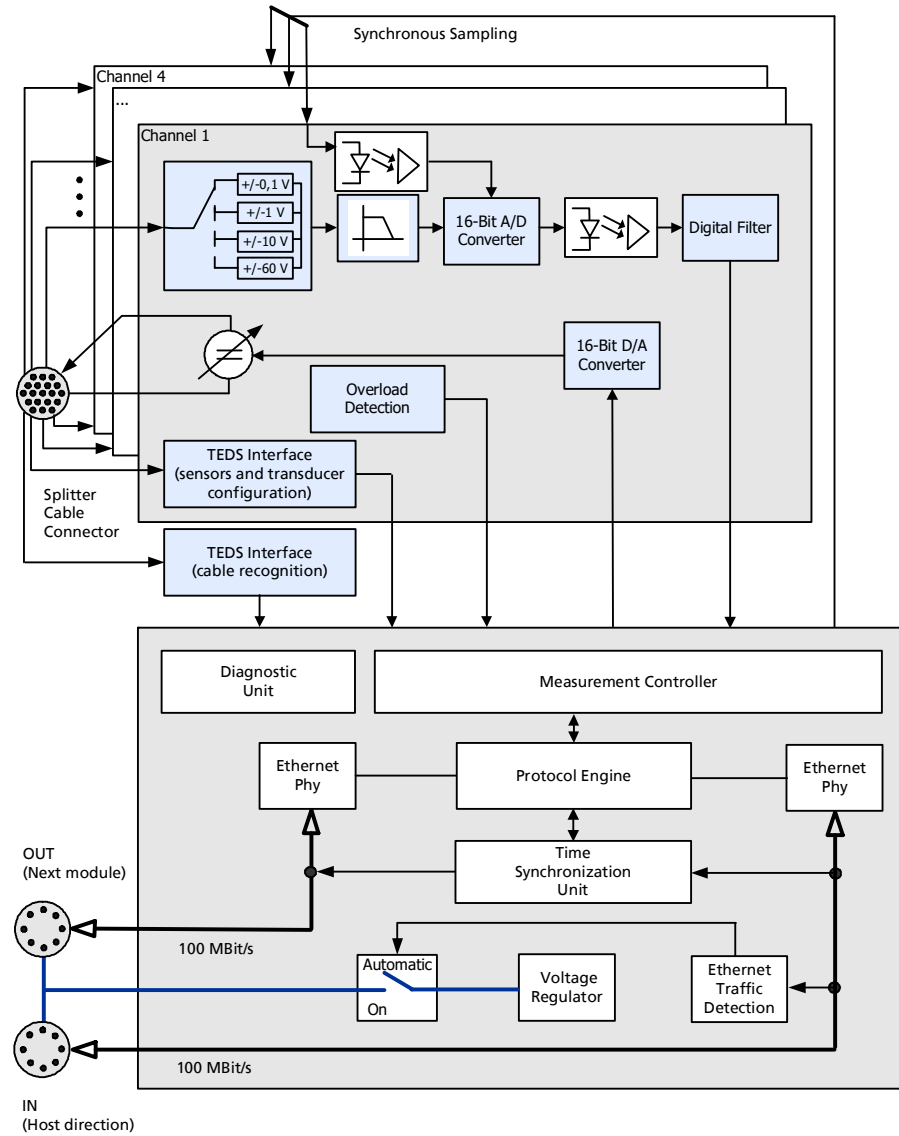 Synchronous Sampling
Channel 4
...
Channel 1
+/-0,1 V
+/-1 V
+/-10 V
+/-60 V
16-Bit A/D
Converter
Digital Filter
16-Bit D/A
Converter
Overload
Detection
TEDS Interface
(sensors and transducer
configuration)
Splitter
Cable
Connector
TEDS Interface
(cable recognition)
Diagnostic
Unit
Measurement Controller
Ethernet
Phy
Protocol Engine
Ethernet
Phy
OUT
(Next module)
Time
Synchronization
Unit
100 MBit/s
Automatic
On
Voltage
Regulator
Ethernet
Traffic
Detection
100 MBit/s
IN
(Host direction)